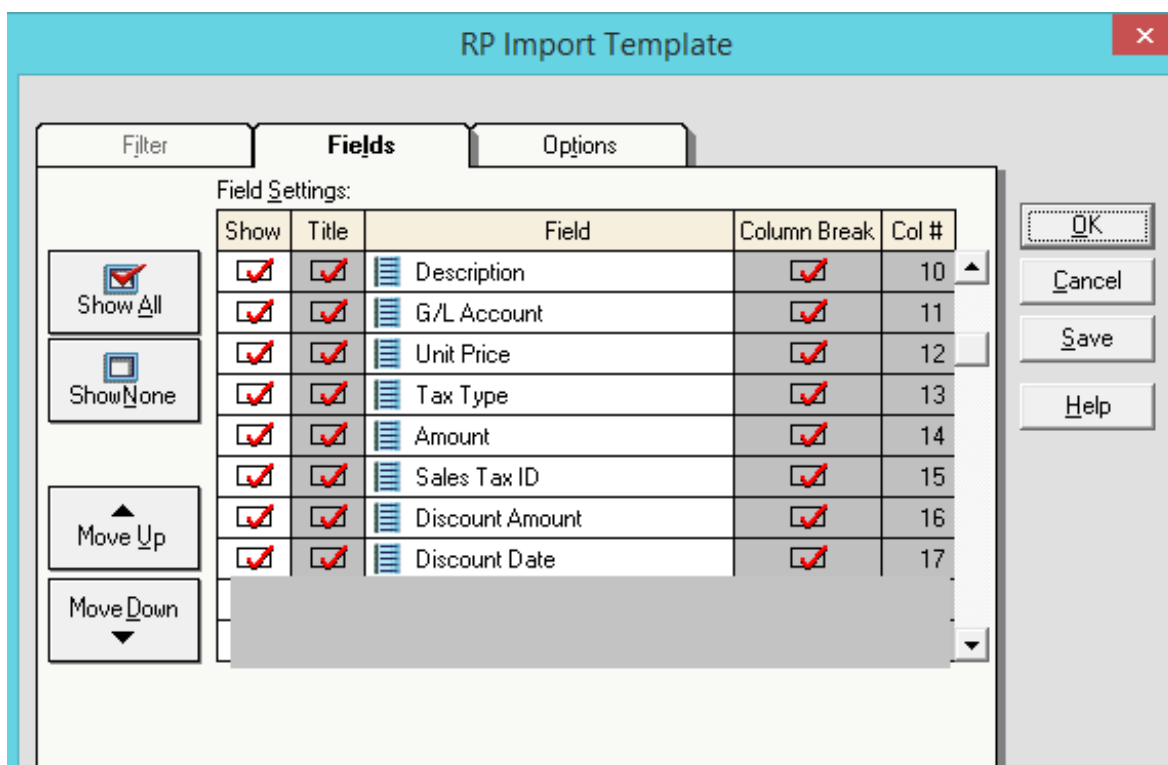 RP Import Template
Filter
Fields
Options
Field Settings:
Show Title Field Column Break Col #
Description 10
G/L Account 11
Unit Price 12
Tax Type 13
Amount 14
Sales Tax ID 15
Discount Amount 16
Discount Date 17
Show All
Show None
Move Up
Move Down
OK
Cancel
Save
Help